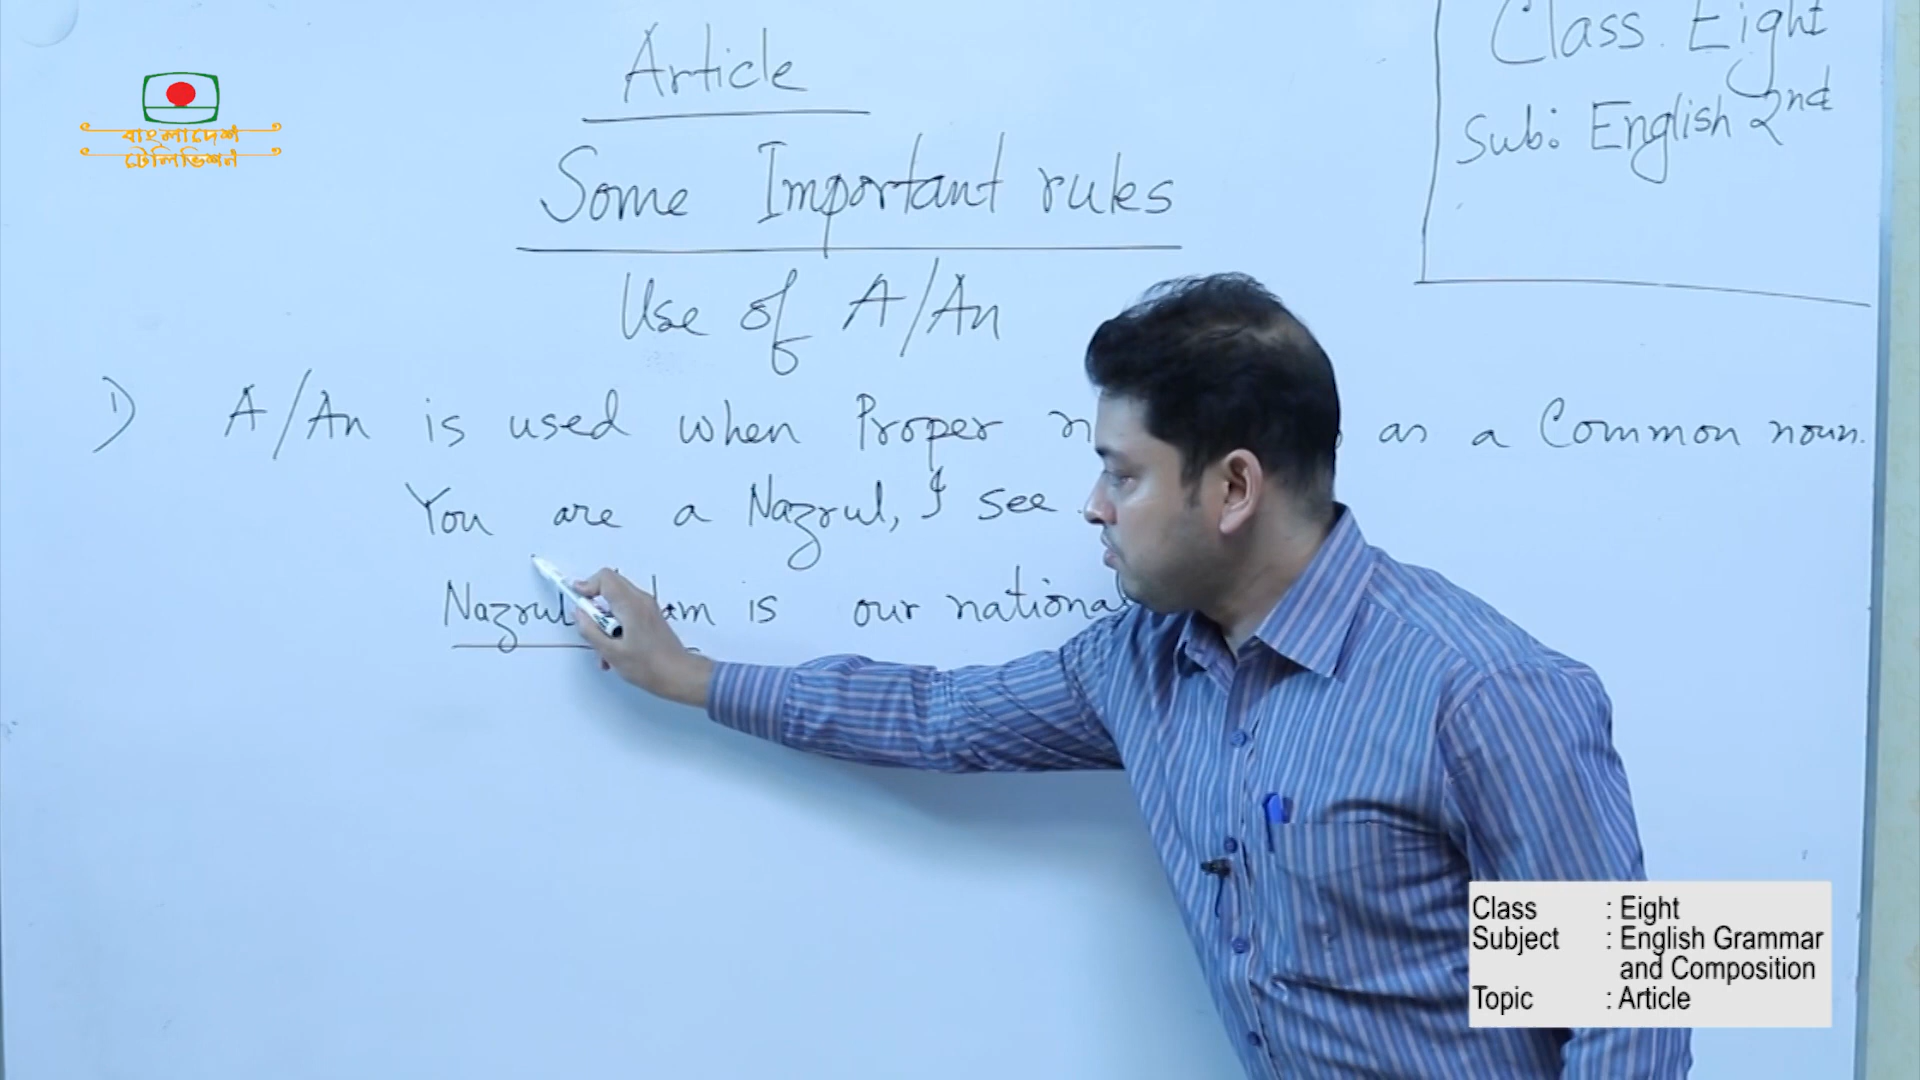 বাংলাদেশ
টেলিভিশন
Class Eight
Sub: English 2nd
Article
Some Important rules
Use of A/An
1) A/An is used when Proper as a Common noun.
You are a Nazrul, I see.
Nazrul is our national
Class : Eight
Subject : English Grammar
and Composition
Topic : Article